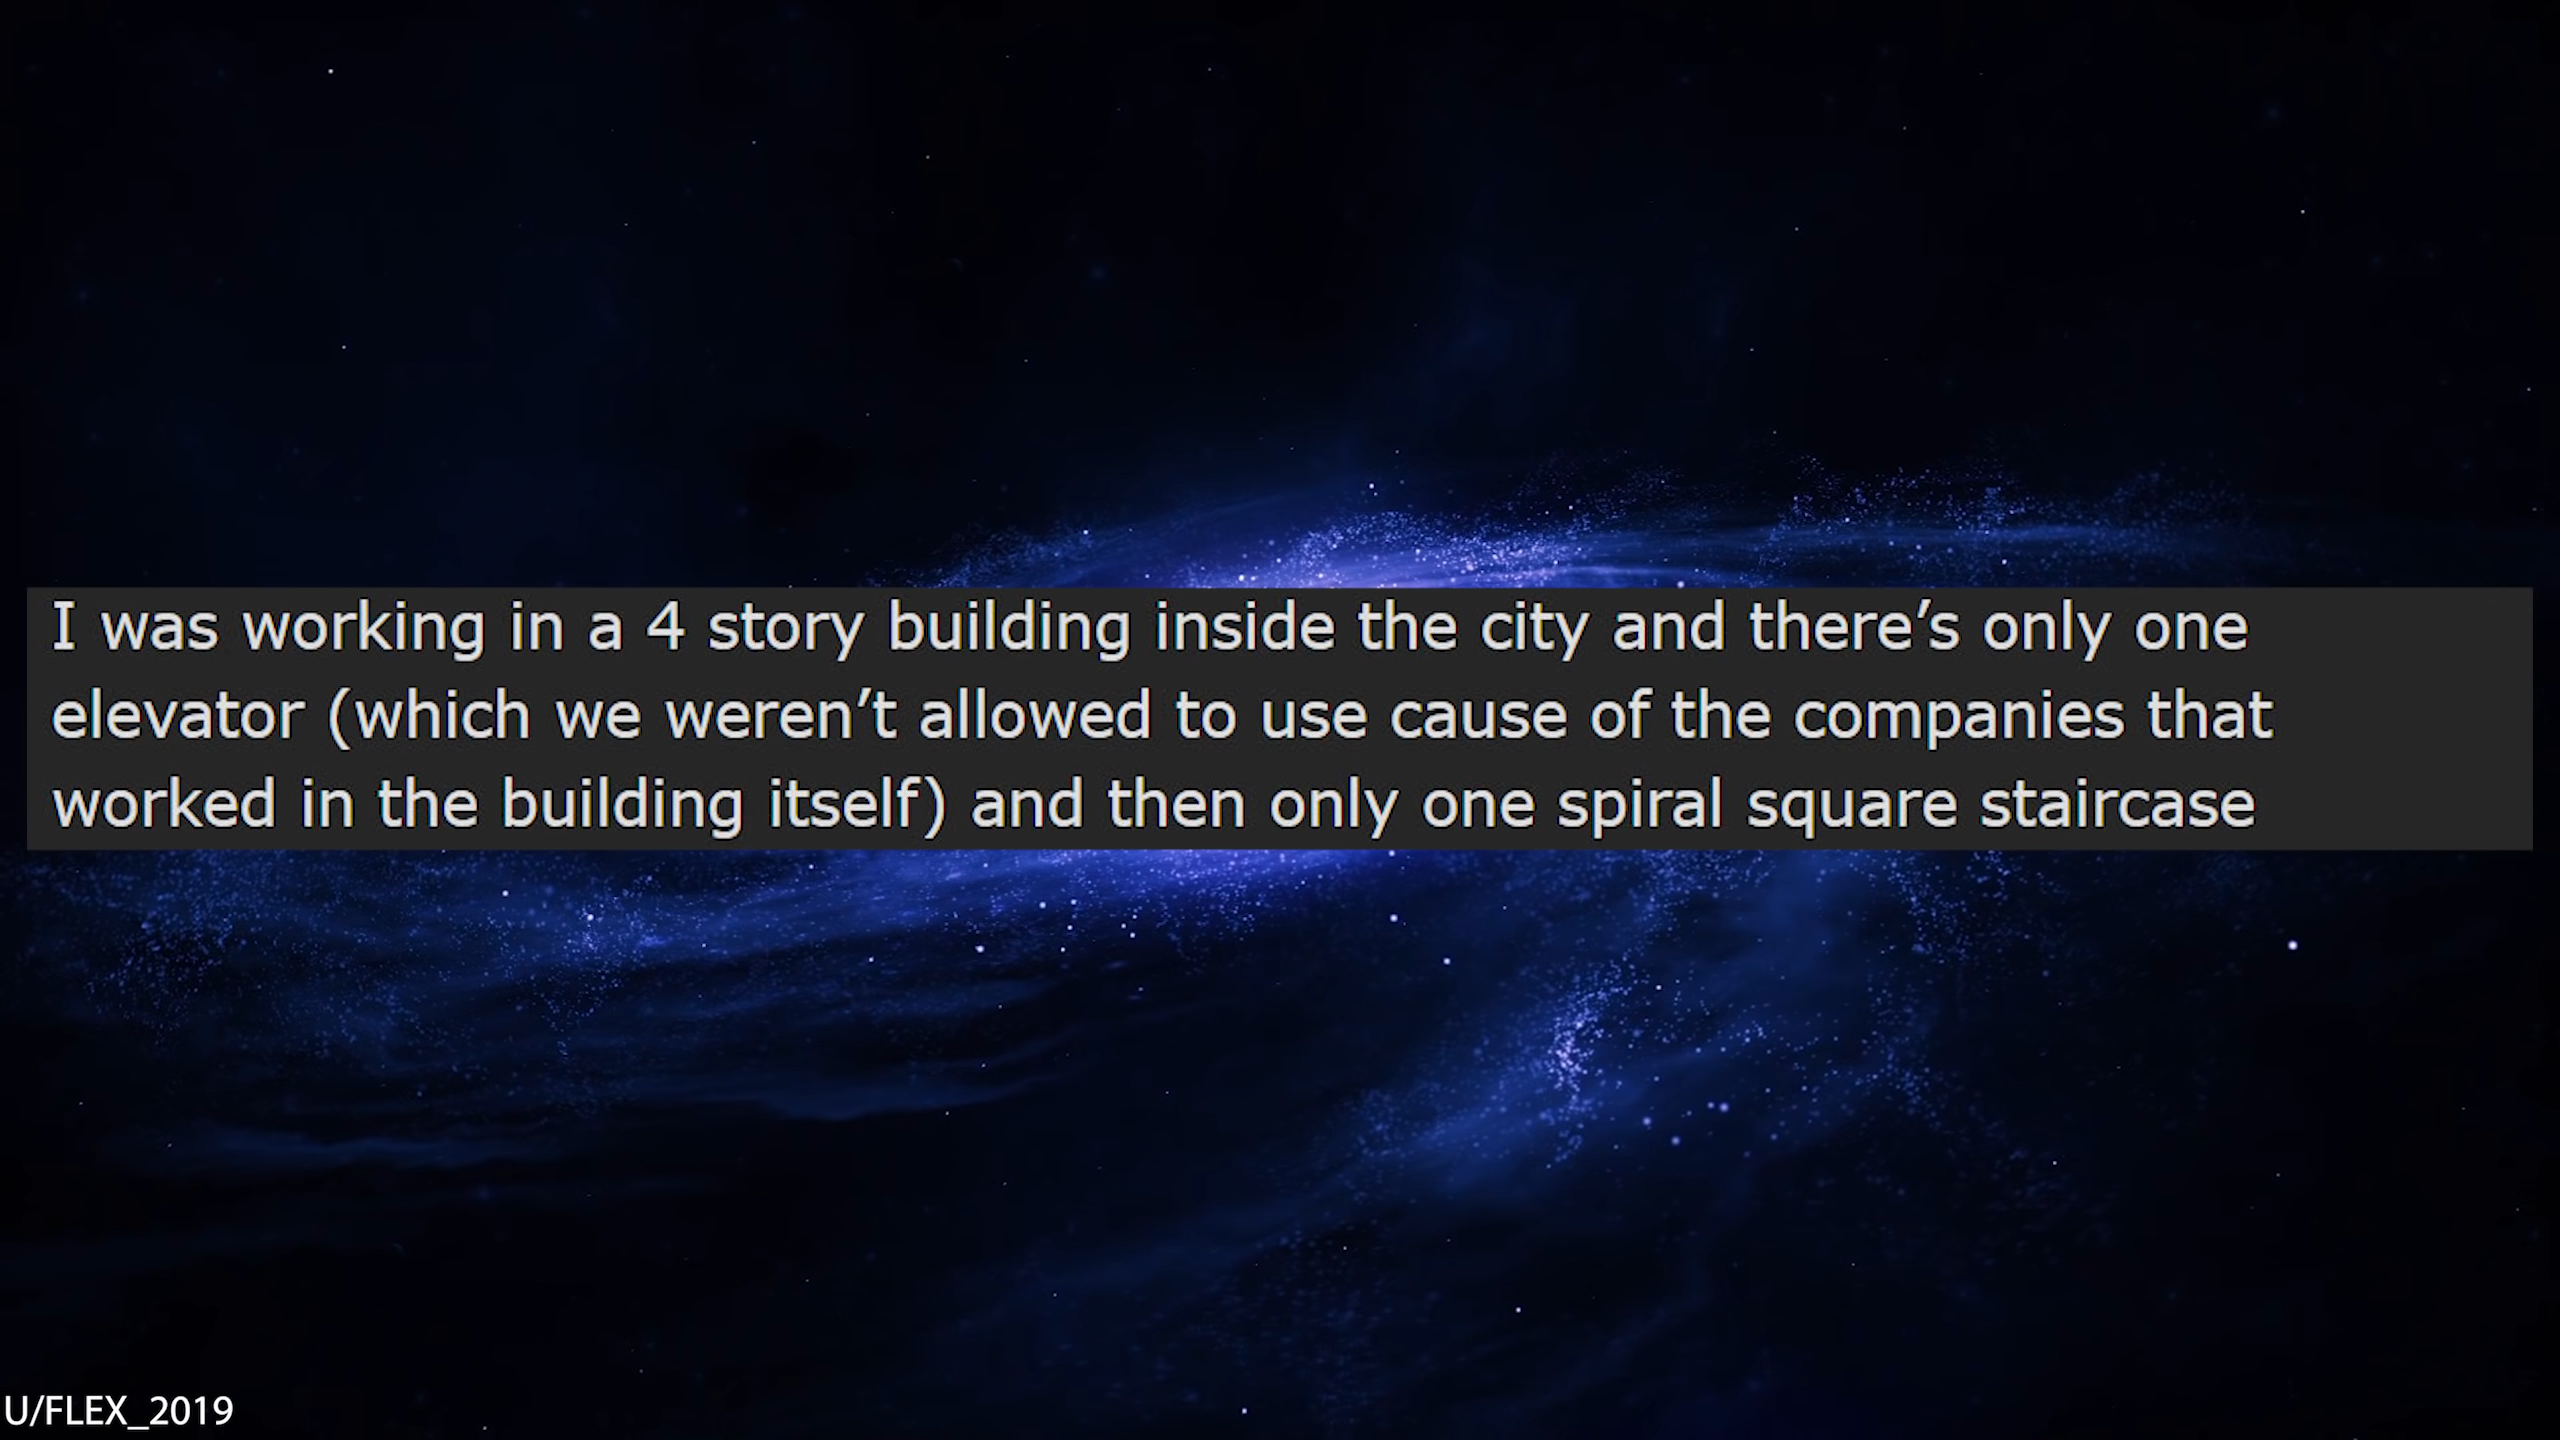 I was working in a 4 story building inside the city and there’s only one
elevator (which we weren’t allowed to use cause of the companies that
worked in the building itself) and then only one spiral square staircase
U/FLEX_2019